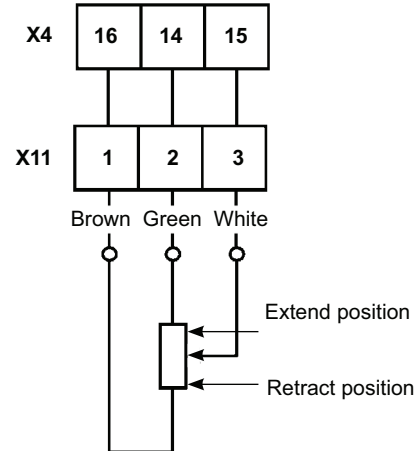 X4 16 14 15
X11 1 2 3
Brown Green White
Extend position
Retract position